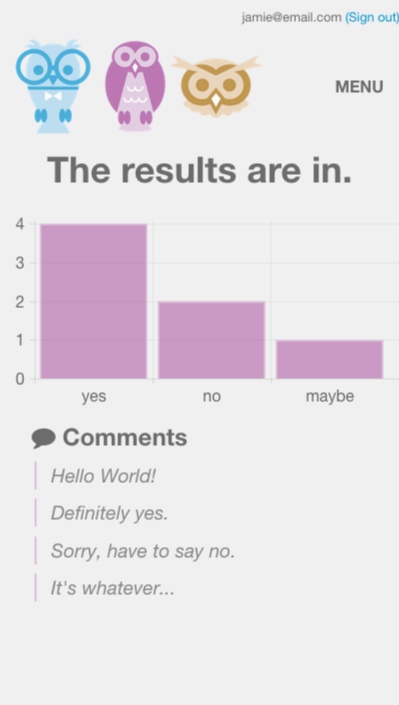 jamie@email.com (Sign out)
MENU
The results are in.
4
3
2
1
0
yes no maybe
Comments
Hello World!
Definitely yes.
Sorry, have to say no.
It's whatever...